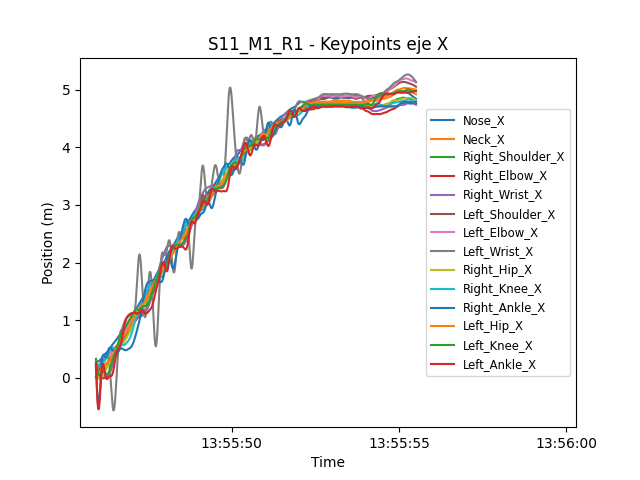 S11_M1_R1 - Keypoints eje X
Position (m)
5
4
3
2
1
0
13:55:50
13:55:55
13:56:00
Time
Nose_X
Neck_X
Right_Shoulder_X
Right_Elbow_X
Right_Wrist_X
Left_Shoulder_X
Left_Elbow_X
Left_Wrist_X
Right_Hip_X
Right_Knee_X
Right_Ankle_X
Left_Hip_X
Left_Knee_X
Left_Ankle_X